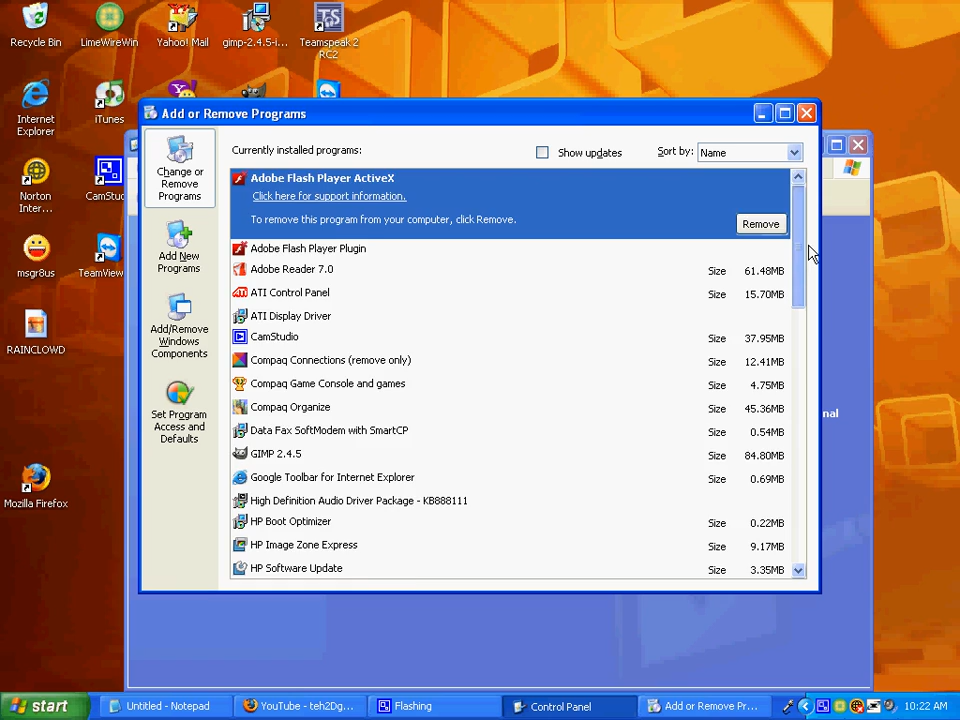 Recycle Bin
LimeWireWin
Yahoo! Mail
gimp-2.4.5-i...
Teamspeak 2
RC2
Internet
Explorer
iTunes
Norton
Inter...
CamStu
msgr8us
TeamView
RAINCLOWD
Mozilla Firefox
Add or Remove Programs
Change or
Remove
Programs
Add New
Programs
Add/Remove
Windows
Components
Set Program
Access and
Defaults
Currently installed programs:
Show updates
Sort by:
Name
Adobe Flash Player ActiveX
Click here for support information.
To remove this program from your computer, click Remove.
Remove
Adobe Flash Player Plugin
Adobe Reader 7.0 Size 61.48MB
ATI Control Panel Size 15.70MB
ATI Display Driver
CamStudio Size 37.95MB
Compaq Connections (remove only) Size 12.41MB
Compaq Game Console and games Size 4.75MB
Compaq Organize Size 45.36MB
Data Fax SoftModem with SmartCP Size 0.54MB
GIMP 2.4.5 Size 84.80MB
Google Toolbar for Internet Explorer Size 0.69MB
High Definition Audio Driver Package - KB888111
HP Boot Optimizer Size 0.22MB
HP Image Zone Express Size 9.17MB
HP Software Update Size 3.35MB
nal
start
Untitled - Notepad
YouTube - teh2Dg...
Flashing
Control Panel
Add or Remove Pr...
10:22 AM